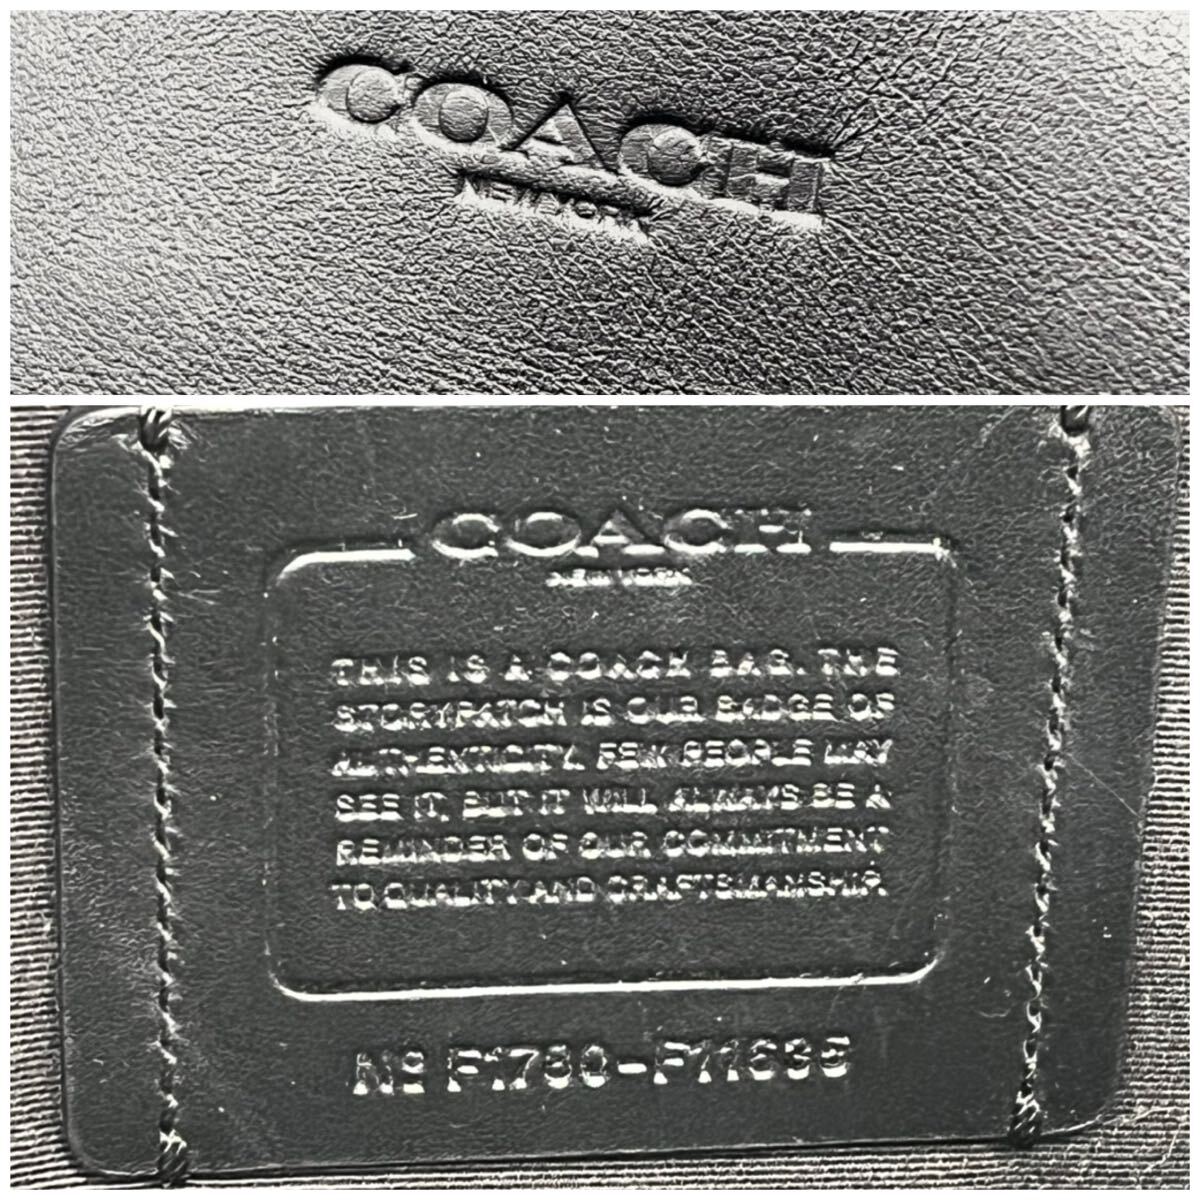 COACH
NEW YORK
COACH
NEW YORK
THIS IS A COACH BAG. THE
STORYPATCH IS OUR BADGE OF
AUTHENTICITY. FEW PEOPLE MAY
SEE IT, BUT IT WILL ALWAYS BE A
REMINDER OF OUR COMMITMENT
TO QUALITY AND CRAFTSMANSHIP.
Nº F1780-F11636